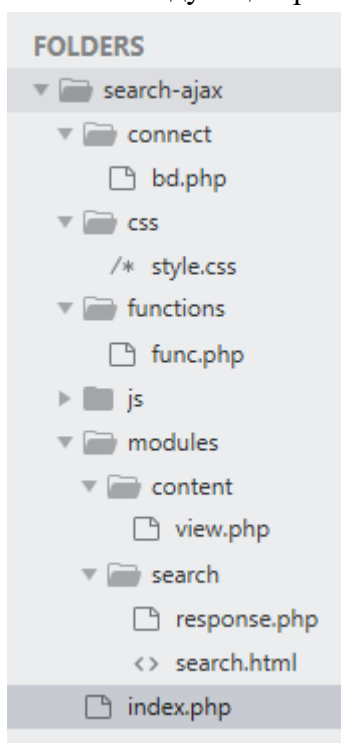 FOLDERS
search-ajax
connect
bd.php
css
/* style.css
functions
func.php
js
modules
content
view.php
search
response.php
<> search.html
index.php